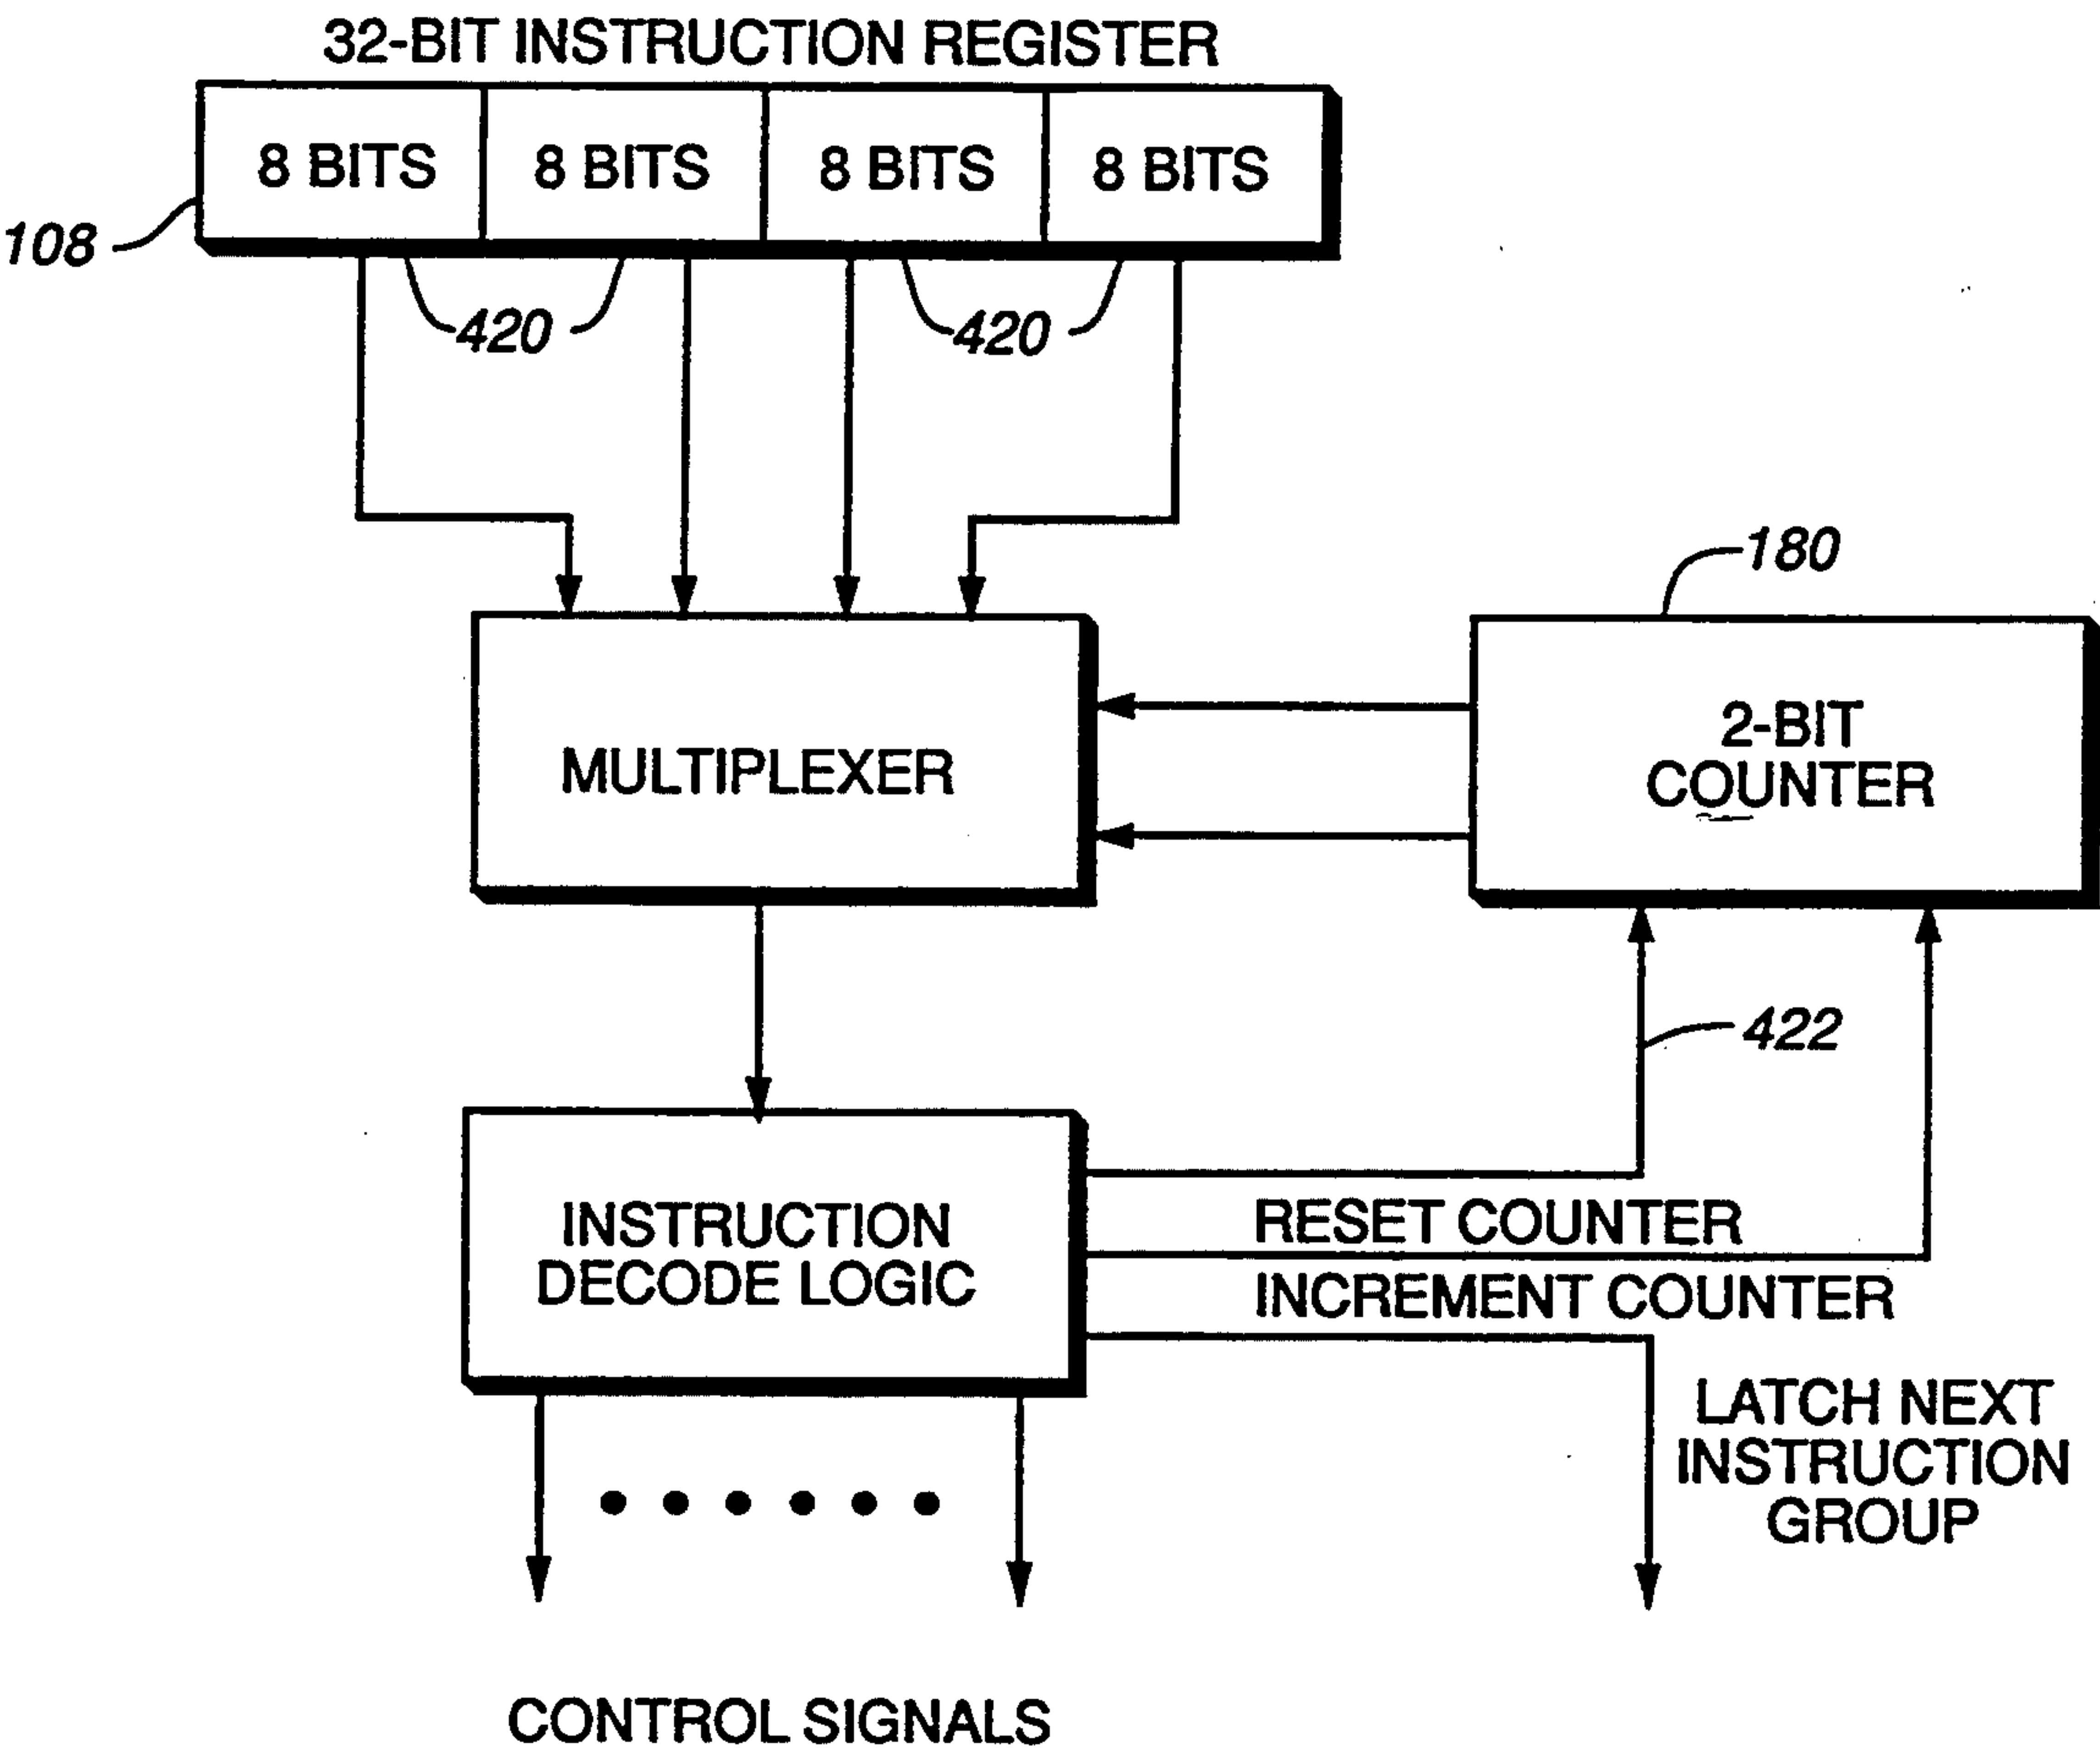 32-BIT INSTRUCTION REGISTER
8 BITS 8 BITS 8 BITS 8 BITS
108
420 420
180
MULTIPLEXER
2-BIT
COUNTER
422
INSTRUCTION
DECODE LOGIC
RESET COUNTER
INCREMENT COUNTER
LATCH NEXT
INSTRUCTION
GROUP
CONTROL SIGNALS